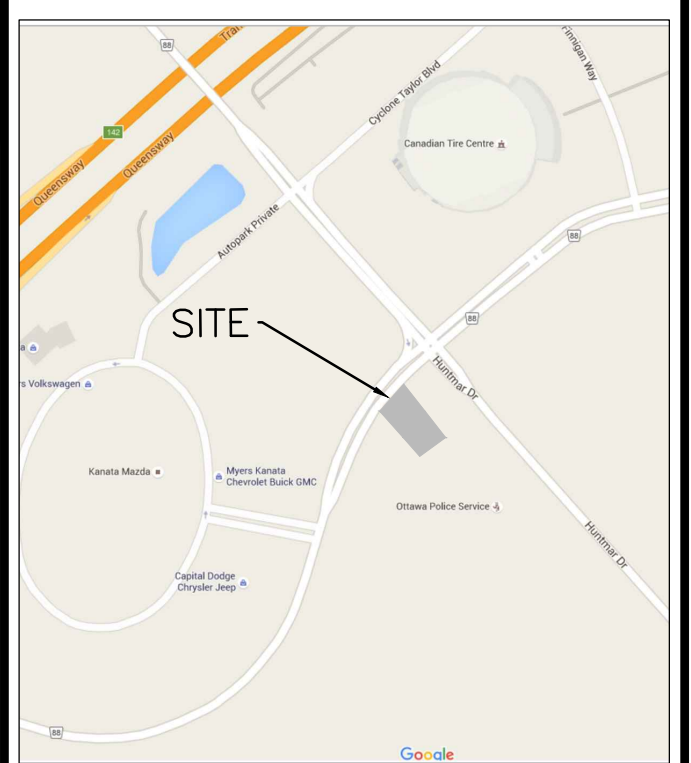 88
Tran
Finnigan Way
Cyclone Taylor Blvd
142
Canadian Tire Centre
Queensway
Queensway
Autopark Private
88
SITE
88
a
Huntmar Dr
rs Volkswagen
Kanata Mazda
Myers Kanata
Chevrolet Buick GMC
Ottawa Police Service
Huntmar Dr
Capital Dodge
Chrysler Jeep
88
Google